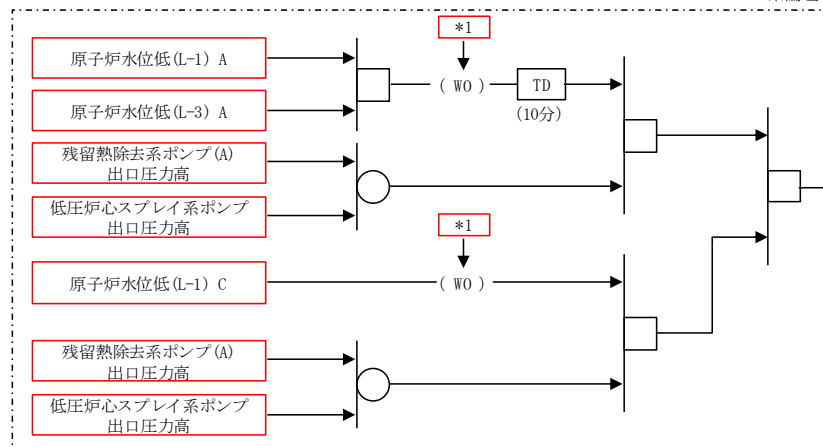 *1
原子炉水位低(L-1) A
( WO )
TD
原子炉水位低(L-3) A
(10分)
残留熱除去系ポンプ(A)
出口圧力高
低圧炉心スプレイ系ポンプ
出口圧力高
*1
原子炉水位低(L-1) C
( WO )
残留熱除去系ポンプ(A)
出口圧力高
低圧炉心スプレイ系ポンプ
出口圧力高